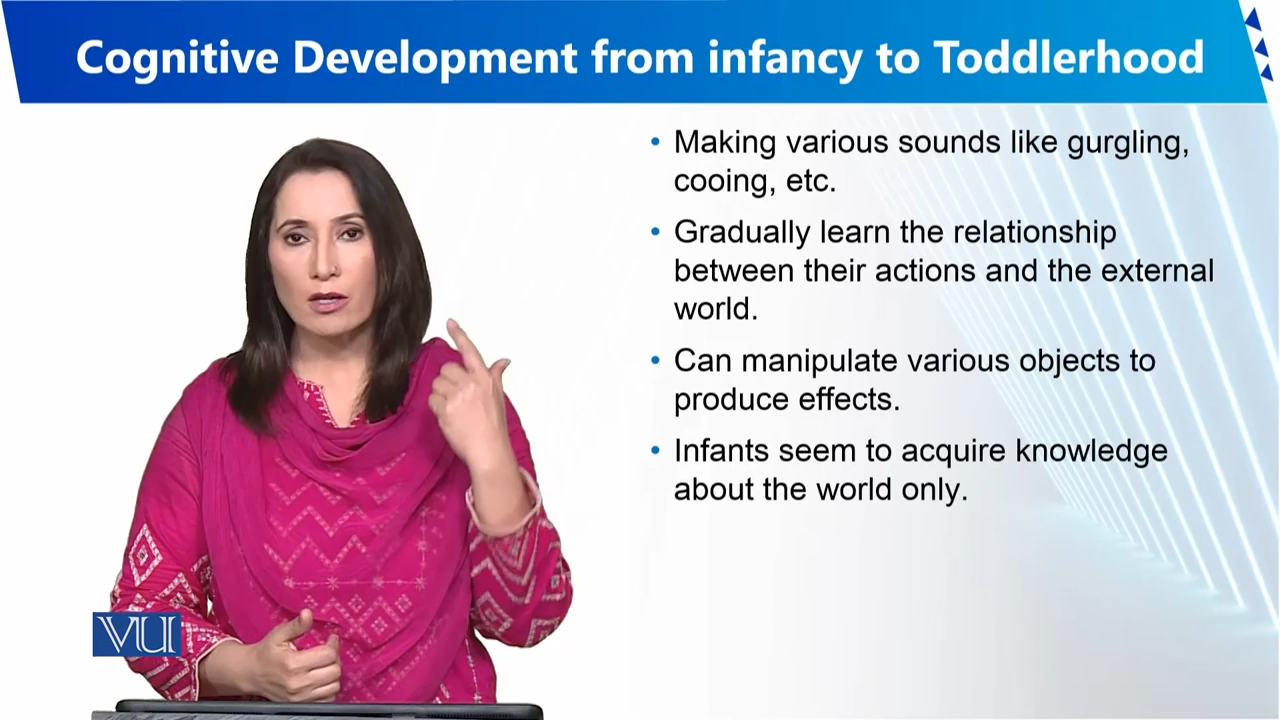 Cognitive Development from infancy to Toddlerhood
• Making various sounds like gurgling,
cooing, etc.
• Gradually learn the relationship
between their actions and the external
world.
• Can manipulate various objects to
produce effects.
• Infants seem to acquire knowledge
about the world only.
VU